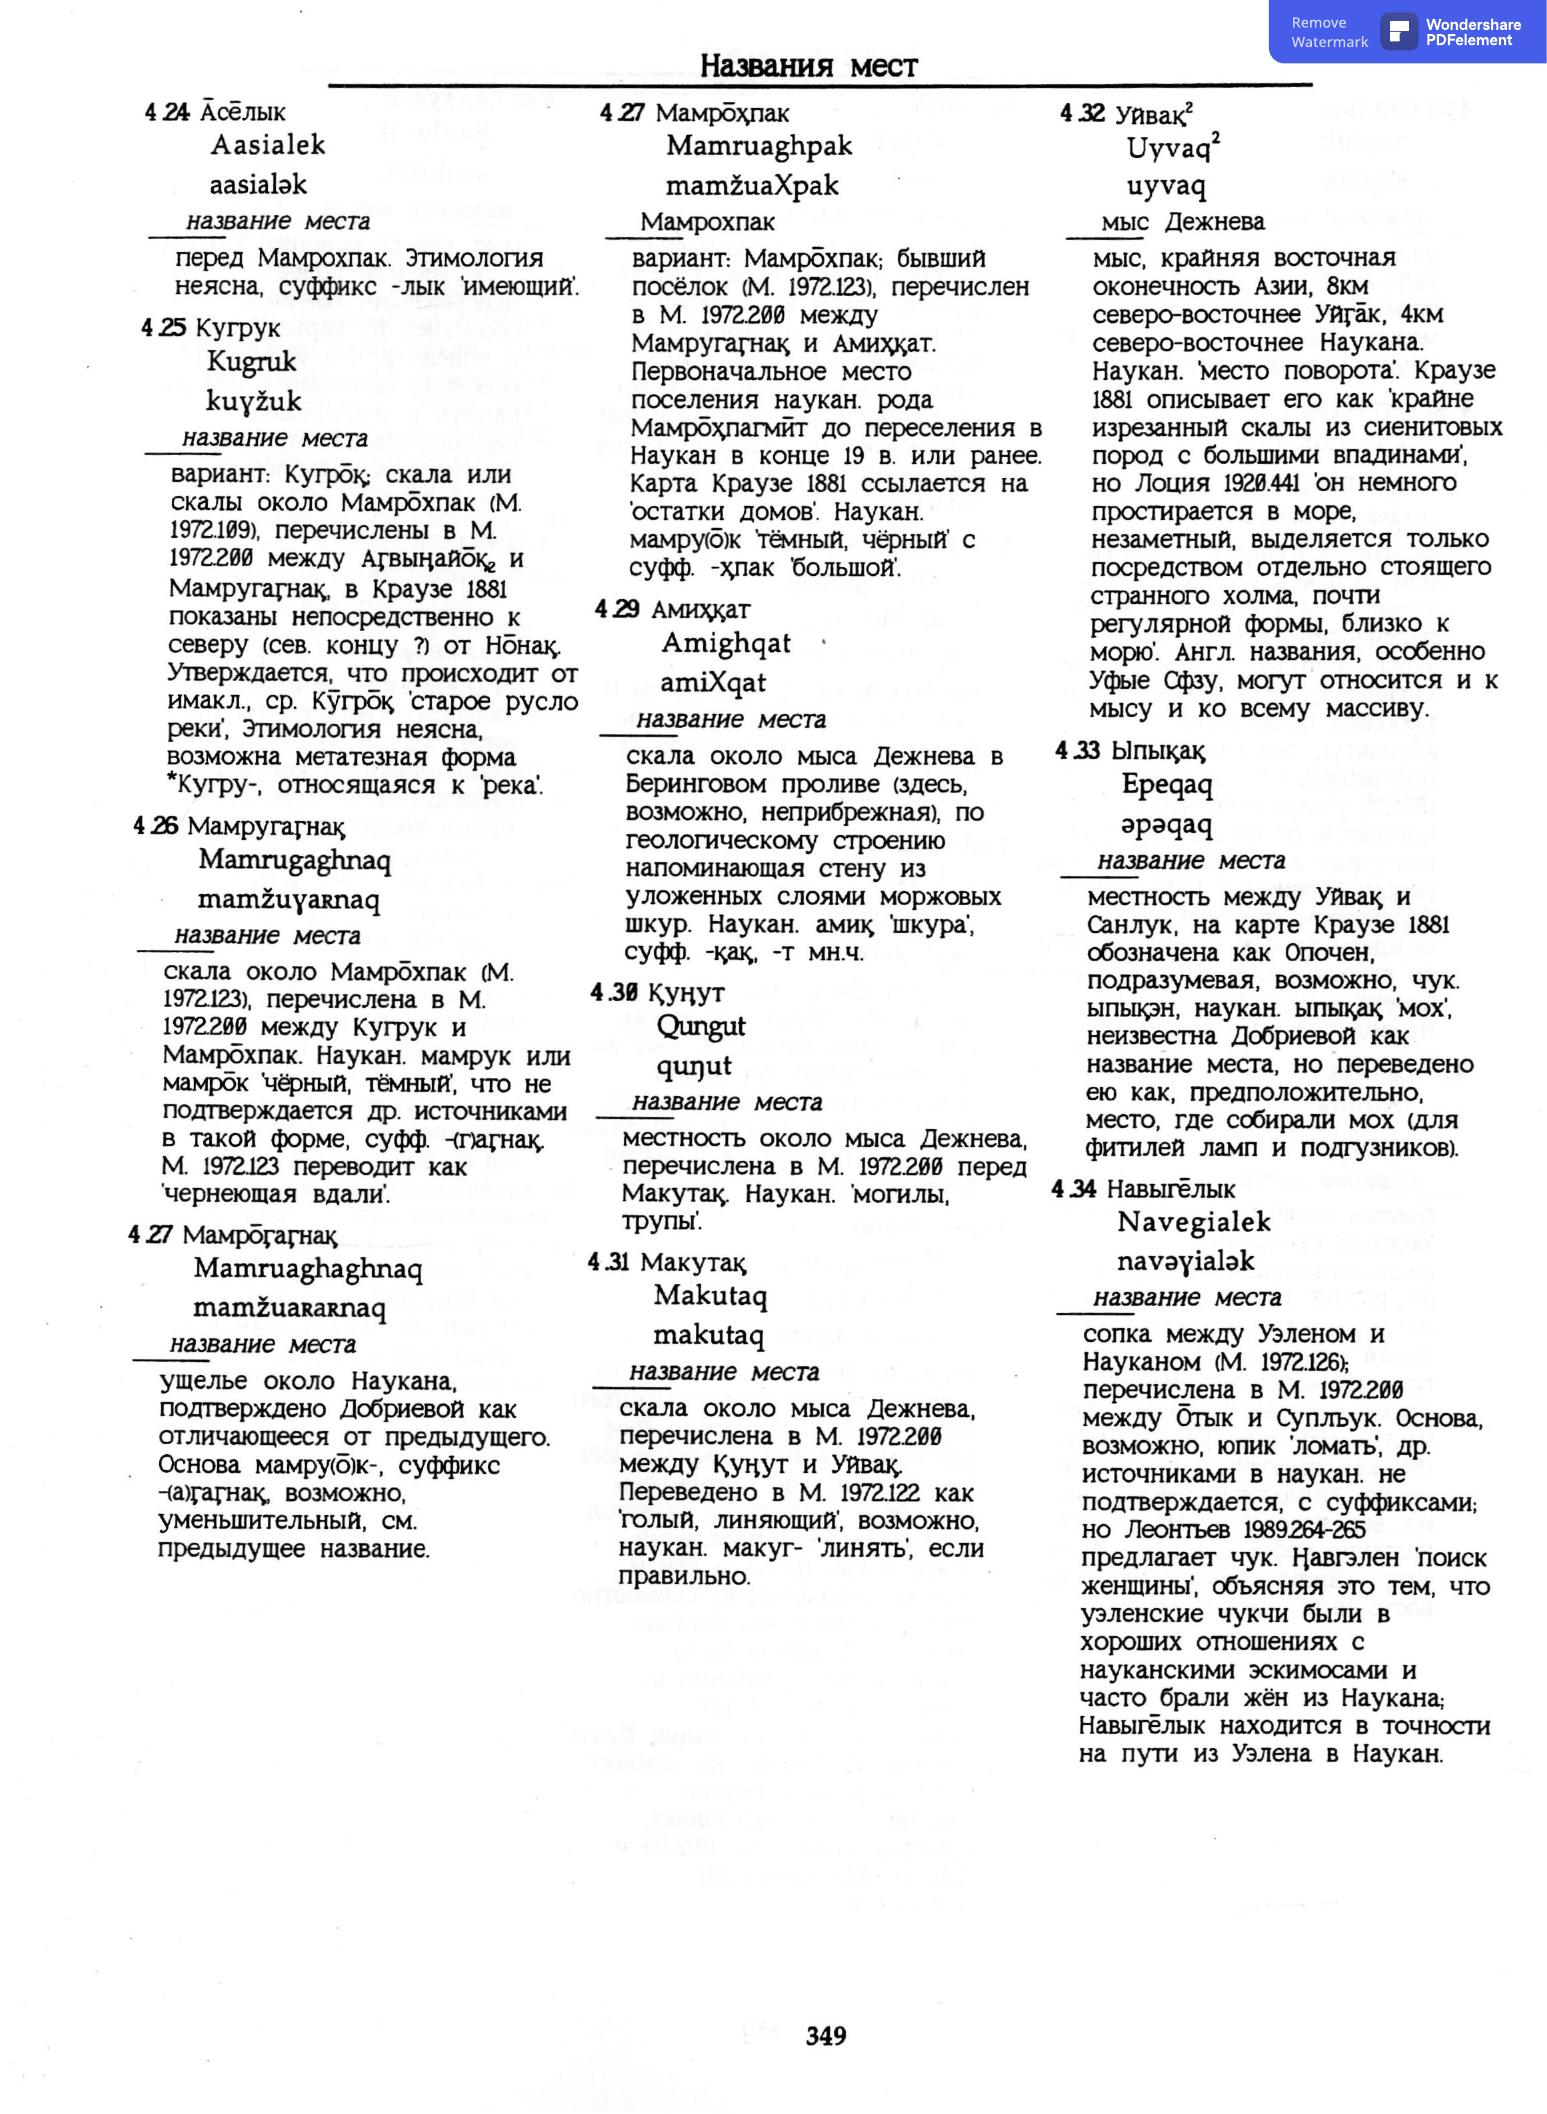 Remove
Watermark
Wondershare
PDFelement
Названия мест
4.24 А̄се̄лык
Aasialek
aasialək
название места
перед Мамрохпак. Этимология
неясна, суффикс -лык 'имеющий'.
4.25 Кугрук
Kugruk
kuɣžuk
название места
вариант: Кугро̄қ; скала или
скалы около Мамро̄хпак (М.
1972.109), перечислены в М.
1972.200 между Аӷвыӊайо̄қ₂ и
Мамругаӷнақ, в Краузе 1881
показаны непосредственно к
северу (сев. концу ?) от Но̄нақ.
Утверждается, что происходит от
имакл., ср. Кӯгро̄қ 'старое русло
реки', Этимология неясна,
возможна метатезная форма
*Кугру-, относящаяся к 'река'.
4.26 Мамругаӷнақ
Mamrugaghnaq
mamžuɣaʀnaq
название места
скала около Мамро̄хпак (М.
1972.123), перечислена в М.
1972.200 между Кугрук и
Мамро̄хпак. Наукан. мамрук или
мамро̄к 'чёрный, тёмный', что не
подтверждается др. источниками
в такой форме, суфф. -(г)аӷнақ.
М. 1972.123 переводит как
'чернеющая вдали'.
4.27 Мамро̄ӷаӷнақ
Mamruaghaghnaq
mamžuaʀaʀnaq
название места
ущелье около Наукана,
подтверждено Добриевой как
отличающееся от предыдущего.
Основа мамру(о̄)к-, суффикс
-(а)ӷаӷнақ, возможно,
уменьшительный, см.
предыдущее название.
4.27 Мамро̄ҳпак
Mamruaghpak
mamžuaXpak
Мамрохпак
вариант: Мамро̄хпак; бывший
посёлок (М. 1972.123), перечислен
в М. 1972.200 между
Мамругаӷнақ и Амиҳқат.
Первоначальное место
поселения наукан. рода
Мамро̄ҳпагмӣт до переселения в
Наукан в конце 19 в. или ранее.
Карта Краузе 1881 ссылается на
'остатки домов'. Наукан.
мамру(о̄)к 'тёмный, чёрный' с
суфф. -ҳпак 'большой'.
4.29 Амиҳқат
Amighqat
amiXqat
название места
скала около мыса Дежнева в
Беринговом проливе (здесь,
возможно, неприбрежная), по
геологическому строению
напоминающая стену из
уложенных слоями моржовых
шкур. Наукан. амиқ 'шкура',
суфф. -қақ, -т мн.ч.
4.30 Қуӊут
Qungut
quŋut
название места
местность около мыса Дежнева,
перечислена в М. 1972.200 перед
Макутақ. Наукан. 'могилы,
трупы'.
4.31 Макутақ
Makutaq
makutaq
название места
скала около мыса Дежнева,
перечислена в М. 1972.200
между Қуӊут и Уйвақ.
Переведено в М. 1972.122 как
'голый, линяющий', возможно,
наукан. макуг- 'линять', если
правильно.
4.32 Уйвақ²
Uyvaq²
uyvaq
мыс Дежнева
мыс, крайняя восточная
оконечность Азии, 8км
северо-восточнее Уйӷа̄к, 4км
северо-восточнее Наукана.
Наукан. 'место поворота'. Краузе
1881 описывает его как 'крайне
изрезанный скалы из сиенитовых
пород с большими впадинами',
но Лоция 1920.441 'он немного
простирается в море,
незаметный, выделяется только
посредством отдельно стоящего
странного холма, почти
регулярной формы, близко к
морю'. Англ. названия, особенно
Уфые Сфзу, могут относится и к
мысу и ко всему массиву.
4.33 Ыпықақ
Epeqaq
əpəqaq
название места
местность между Уйвақ и
Санлук, на карте Краузе 1881
обозначена как Опочен,
подразумевая, возможно, чук.
ыпықэн, наукан. ыпықақ 'мох',
неизвестна Добриевой как
название места, но переведено
ею как, предположительно,
место, где собирали мох (для
фитилей ламп и подгузников).
4.34 Навыге̄лык
Navegialek
navəɣialək
название места
сопка между Уэленом и
Науканом (М. 1972.126);
перечислена в М. 1972.200
между О̄тык и Супльук. Основа,
возможно, юпик 'ломать', др.
источниками в наукан. не
подтверждается, с суффиксами;
но Леонтьев 1989.264-265
предлагает чук. Ӊавгэлен 'поиск
женщины', объясняя это тем, что
уэленские чукчи были в
хороших отношениях с
науканскими эскимосами и
часто брали жён из Наукана;
Навыге̄лык находится в точности
на пути из Уэлена в Наукан.
349